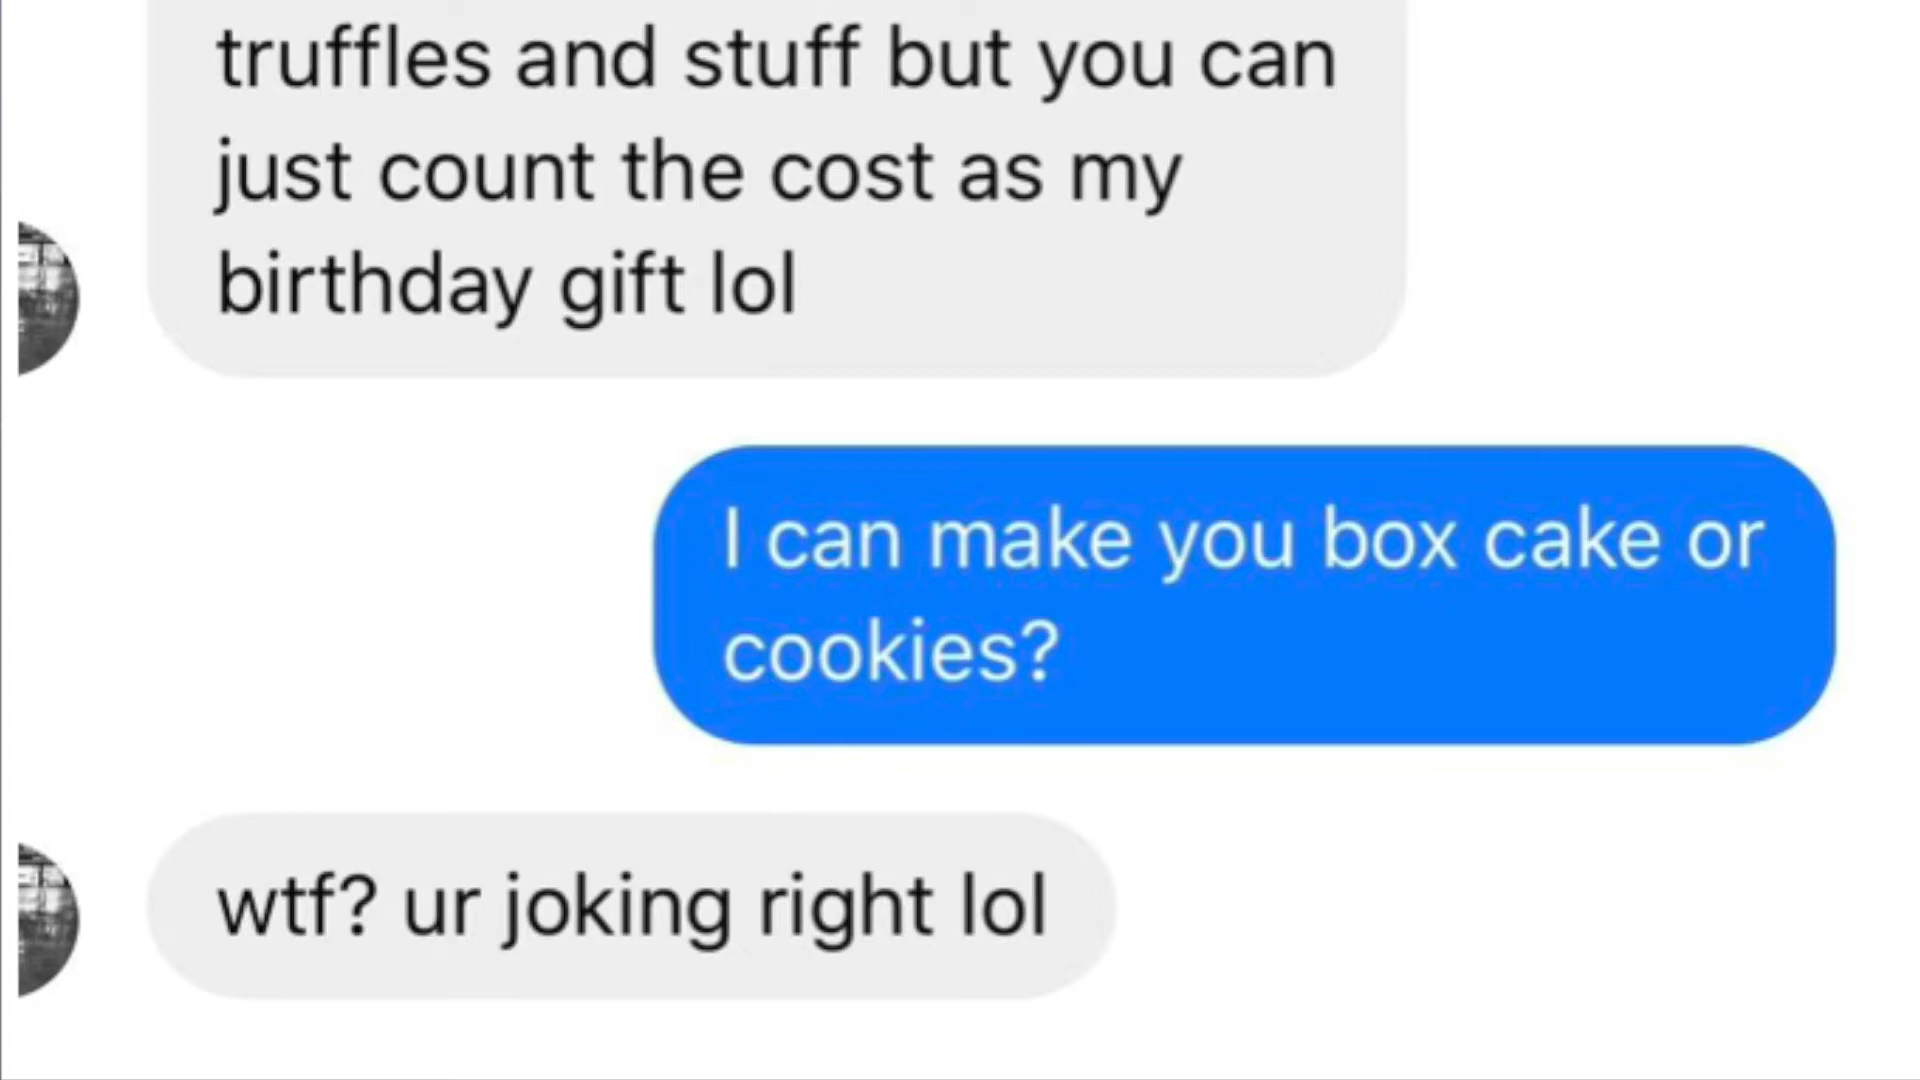 truffles and stuff but you can
just count the cost as my
birthday gift lol
I can make you box cake or
cookies?
wtf? ur joking right lol